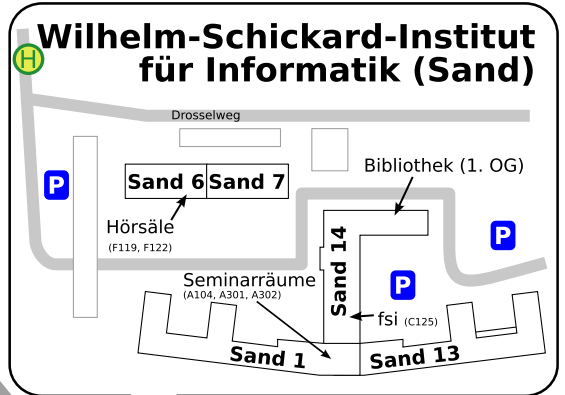 Wilhelm-Schickard-Institut
für Informatik (Sand)
H
Drosselweg
Bibliothek (1. OG)
P
Sand 6
Sand 7
Hörsäle
(F119, F122)
P
Sand 14
Seminarräume
(A104, A301, A302)
P
fsi (C125)
Sand 1
Sand 13